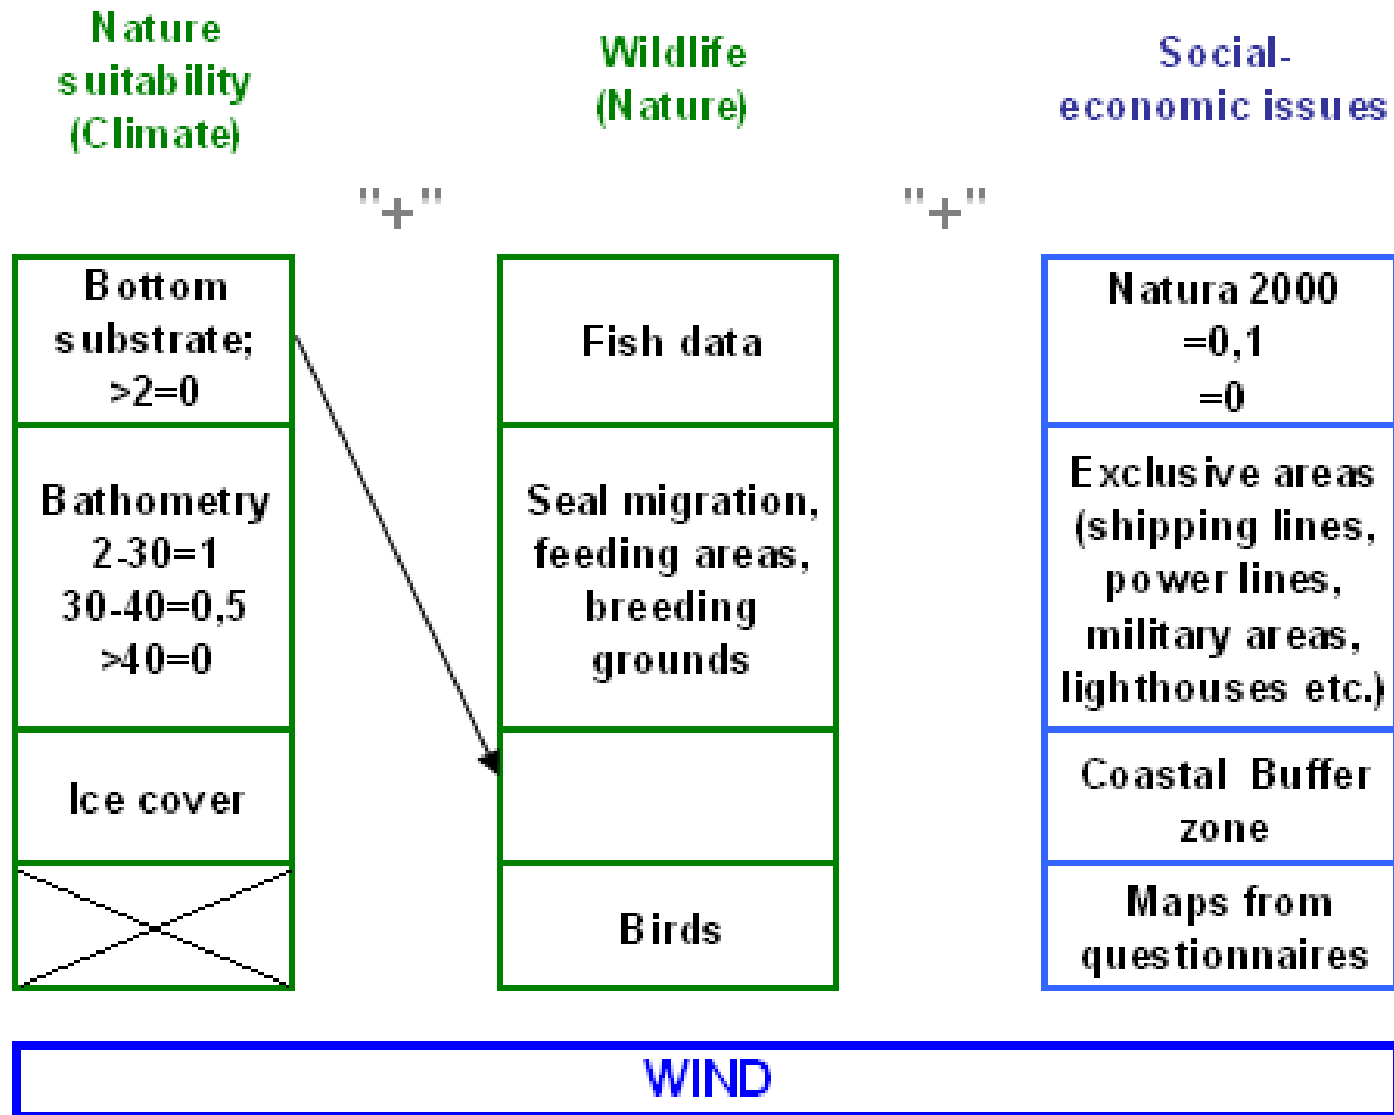 Nature
suitability
(Climate)
Wildlife
(Nature)
Social-
economic issues
"+"
"+"
Bottom
substrate;
>2=0
Bathometry
2-30=1
30-40=0,5
>40=0
Ice cover
Fish data
Seal migration,
feeding areas,
breeding
grounds
Birds
Natura 2000
=0,1
=0
Exclusive areas
(shipping lines,
power lines,
military areas,
lighthouses etc.)
Coastal Buffer
zone
Maps from
questionnaires
WIND